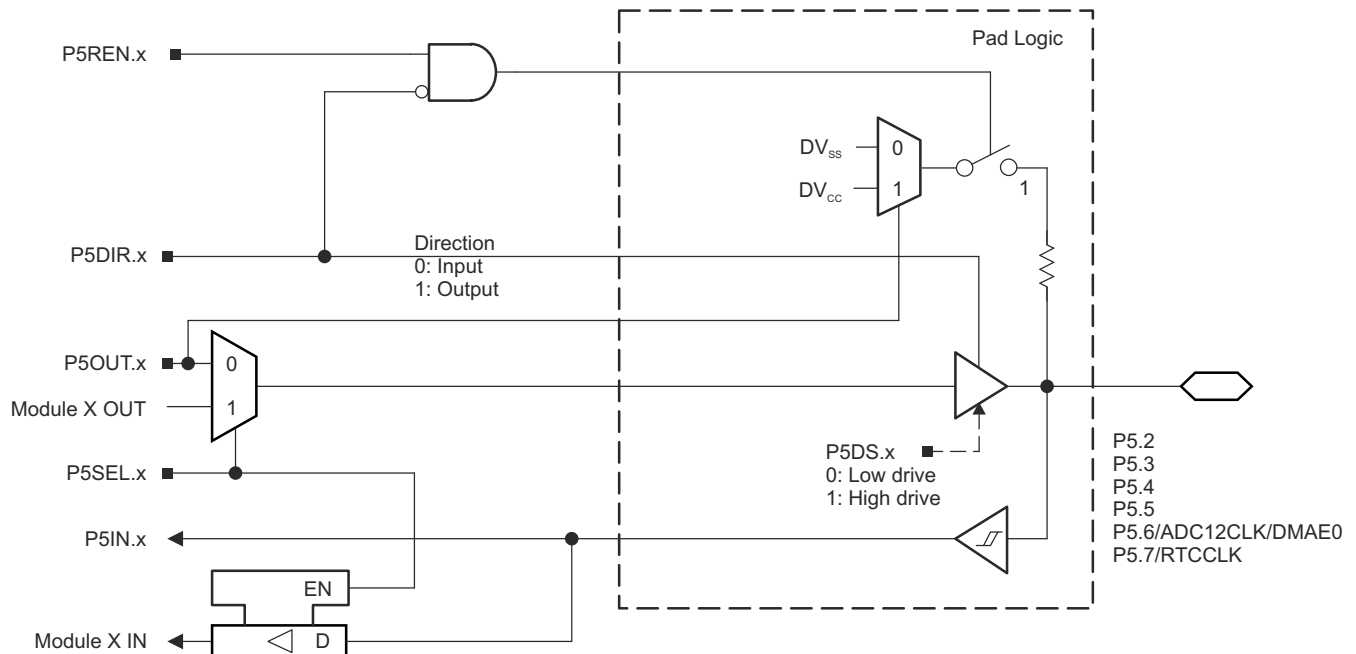 Pad Logic
P5REN.x
DVSS
0
DVCC
1
1
P5DIR.x
Direction
0: Input
1: Output
P5OUT.x
0
Module X OUT
1
P5DS.x
0: Low drive
1: High drive
P5SEL.x
P5.2
P5.3
P5.4
P5.5
P5.6/ADC12CLK/DMAE0
P5.7/RTCCLK
P5IN.x
EN
Module X IN
D